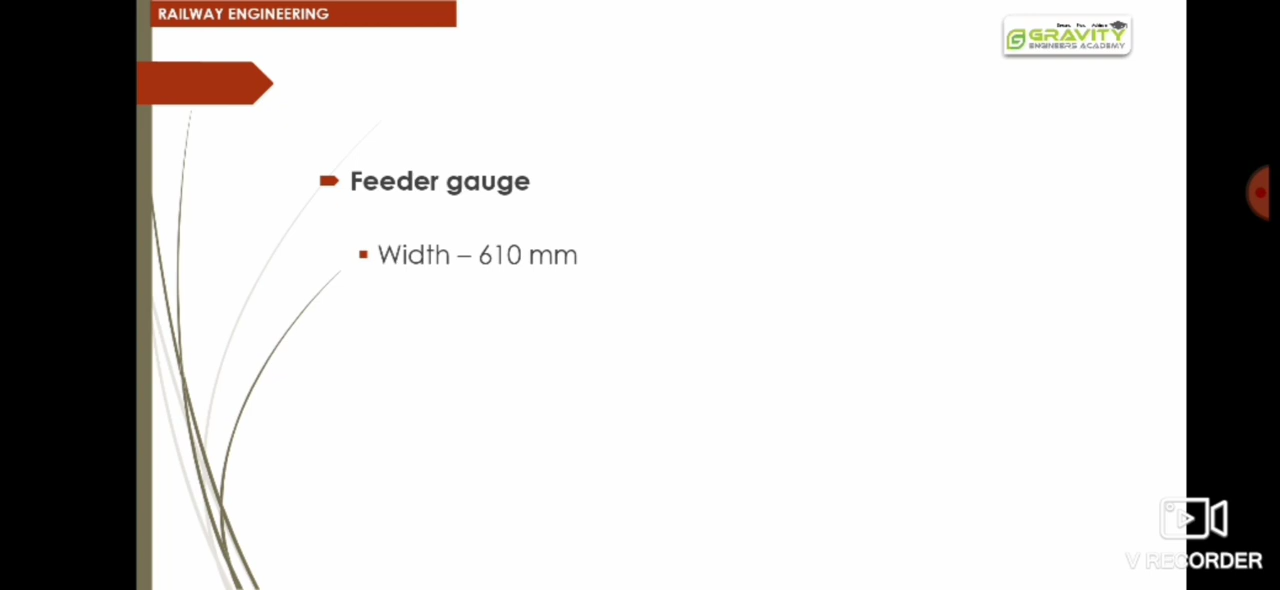 RAILWAY ENGINEERING
GRAVITY
ENGINEERS ACADEMY
Feeder gauge
Width – 610 mm
V RECORDER